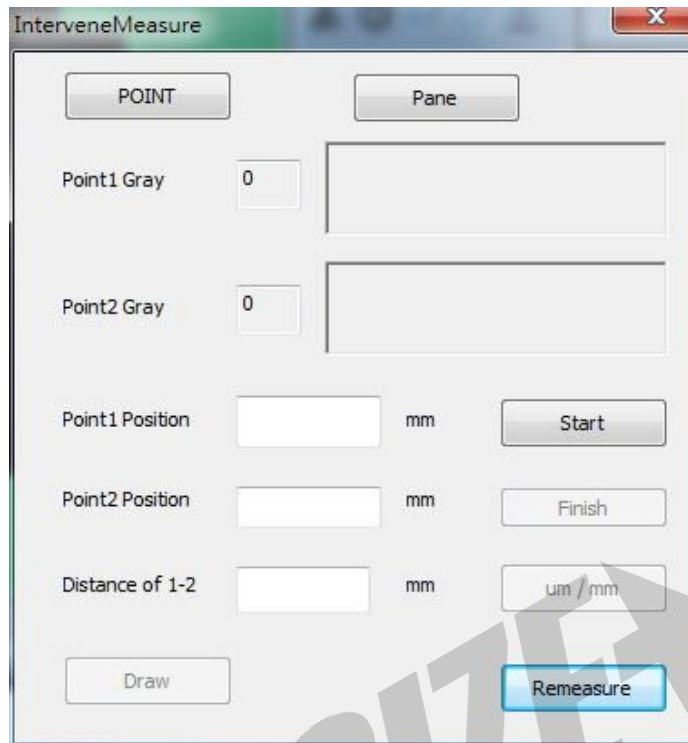 InterveneMeasure
POINT Pane
Point1 Gray 0
Point2 Gray 0
Point1 Position mm Start
Point2 Position mm Finish
Distance of 1-2 mm um / mm
Draw Remeasure